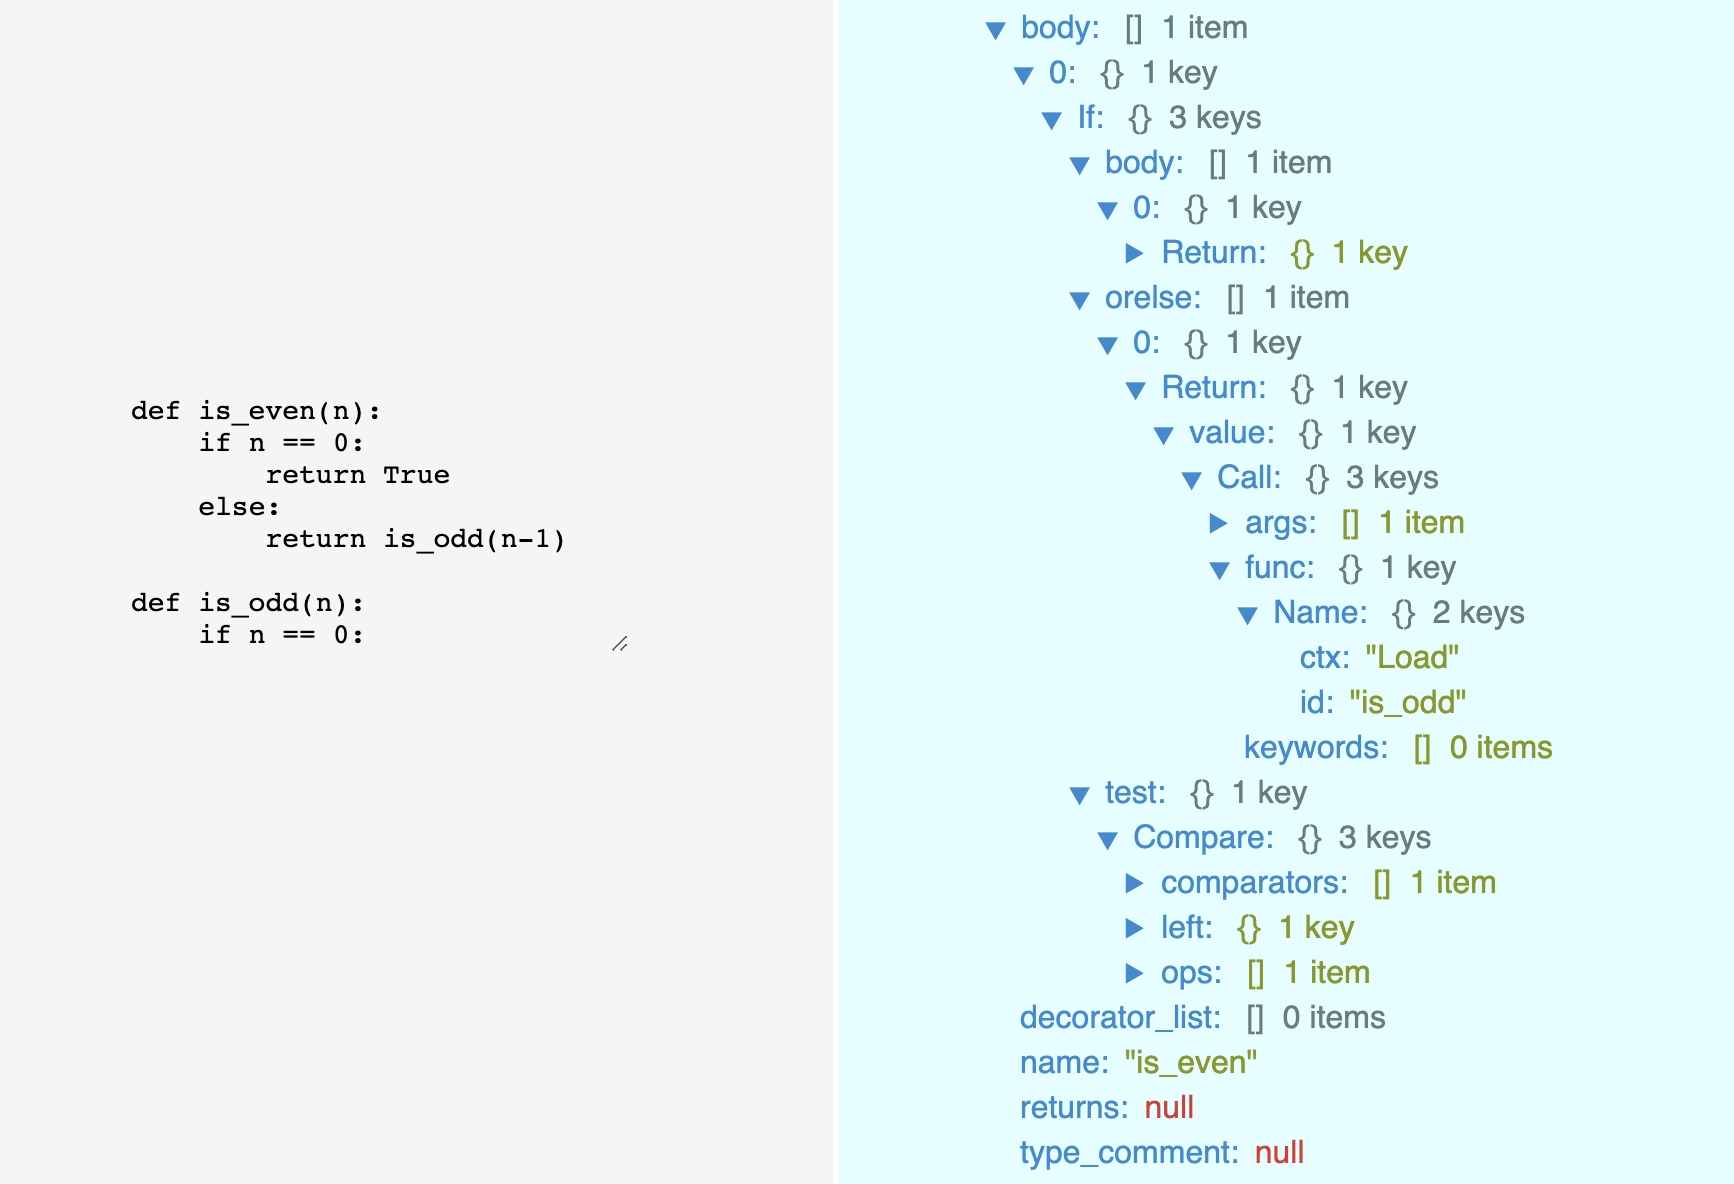 def is_even(n):
    if n == 0:
        return True
    else:
        return is_odd(n-1)

def is_odd(n):
    if n == 0:
body: [] 1 item
0: {} 1 key
If: {} 3 keys
body: [] 1 item
0: {} 1 key
Return: {} 1 key
orelse: [] 1 item
0: {} 1 key
Return: {} 1 key
value: {} 1 key
Call: {} 3 keys
args: [] 1 item
func: {} 1 key
Name: {} 2 keys
ctx: "Load"
id: "is_odd"
keywords: [] 0 items
test: {} 1 key
Compare: {} 3 keys
comparators: [] 1 item
left: {} 1 key
ops: [] 1 item
decorator_list: [] 0 items
name: "is_even"
returns: null
type_comment: null